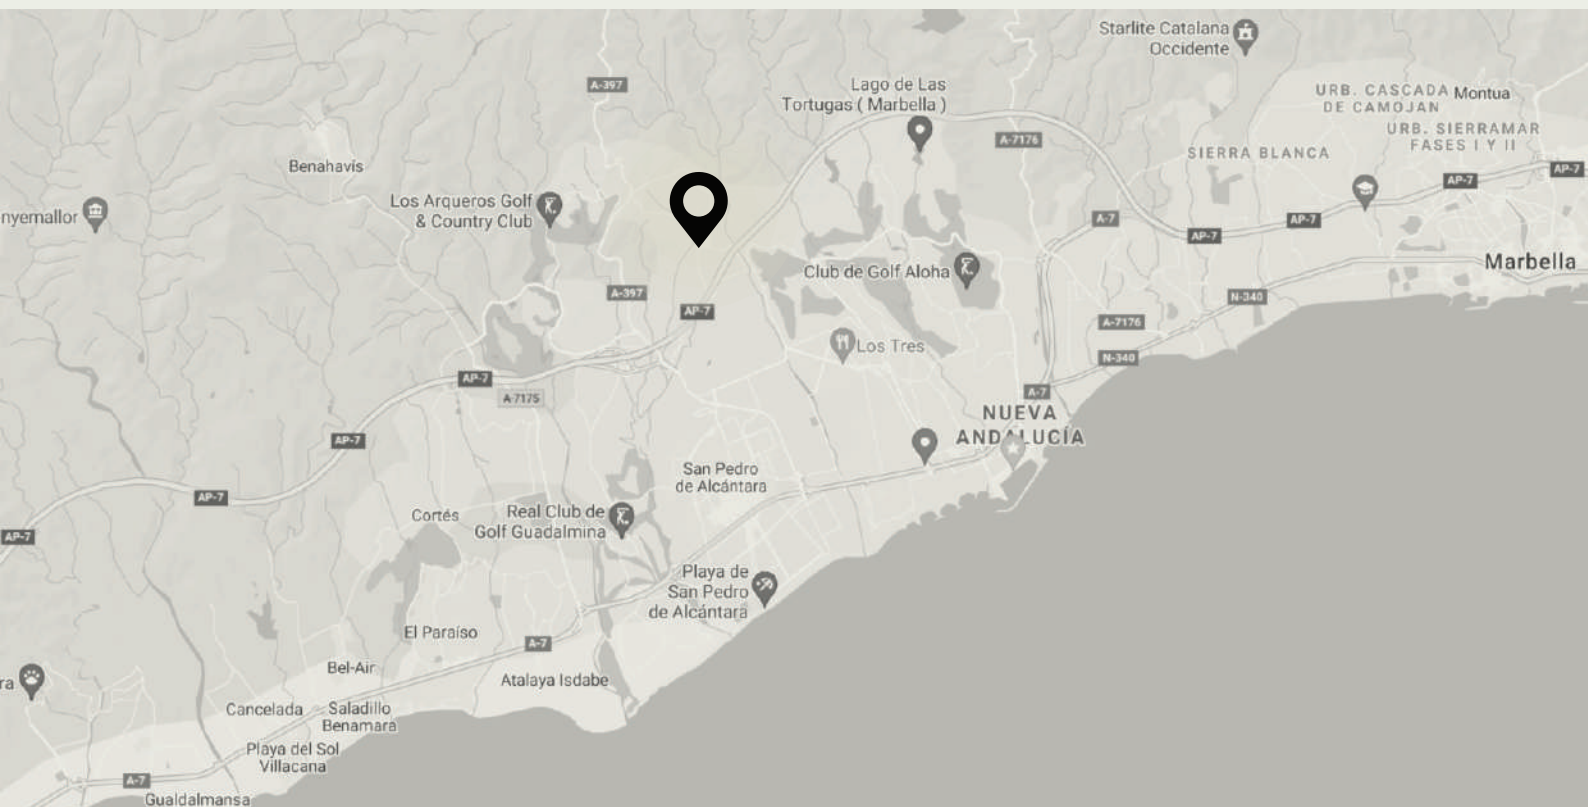 Starlite Catalana
Occidente
A-397
Lago de Las
Tortugas ( Marbella )
URB. CASCADA
DE CAMOJAN
Montua
URB. SIERRAMAR
FASES I Y II
A-7176
SIERRA BLANCA
Benahavís
AP-7
AP-7
Los Arqueros Golf
& Country Club
nyemallor
A-7
AP-7
AP-7
Marbella
Club de Golf Aloha
A-397
AP-7
N-340
A-7176
Los Tres
N-340
AP-7
A-7175
A-7
NUEVA
ANDALUCÍA
AP-7
San Pedro
de Alcántara
AP-7
Cortés
Real Club de
Golf Guadalmina
AP-7
Playa de
San Pedro
de Alcántara
El Paraíso
A-7
Bel-Air
Atalaya Isdabe
ra
Cancelada
Saladillo
Benamara
Playa del Sol
Villacana
A-7
Gualdalmansa